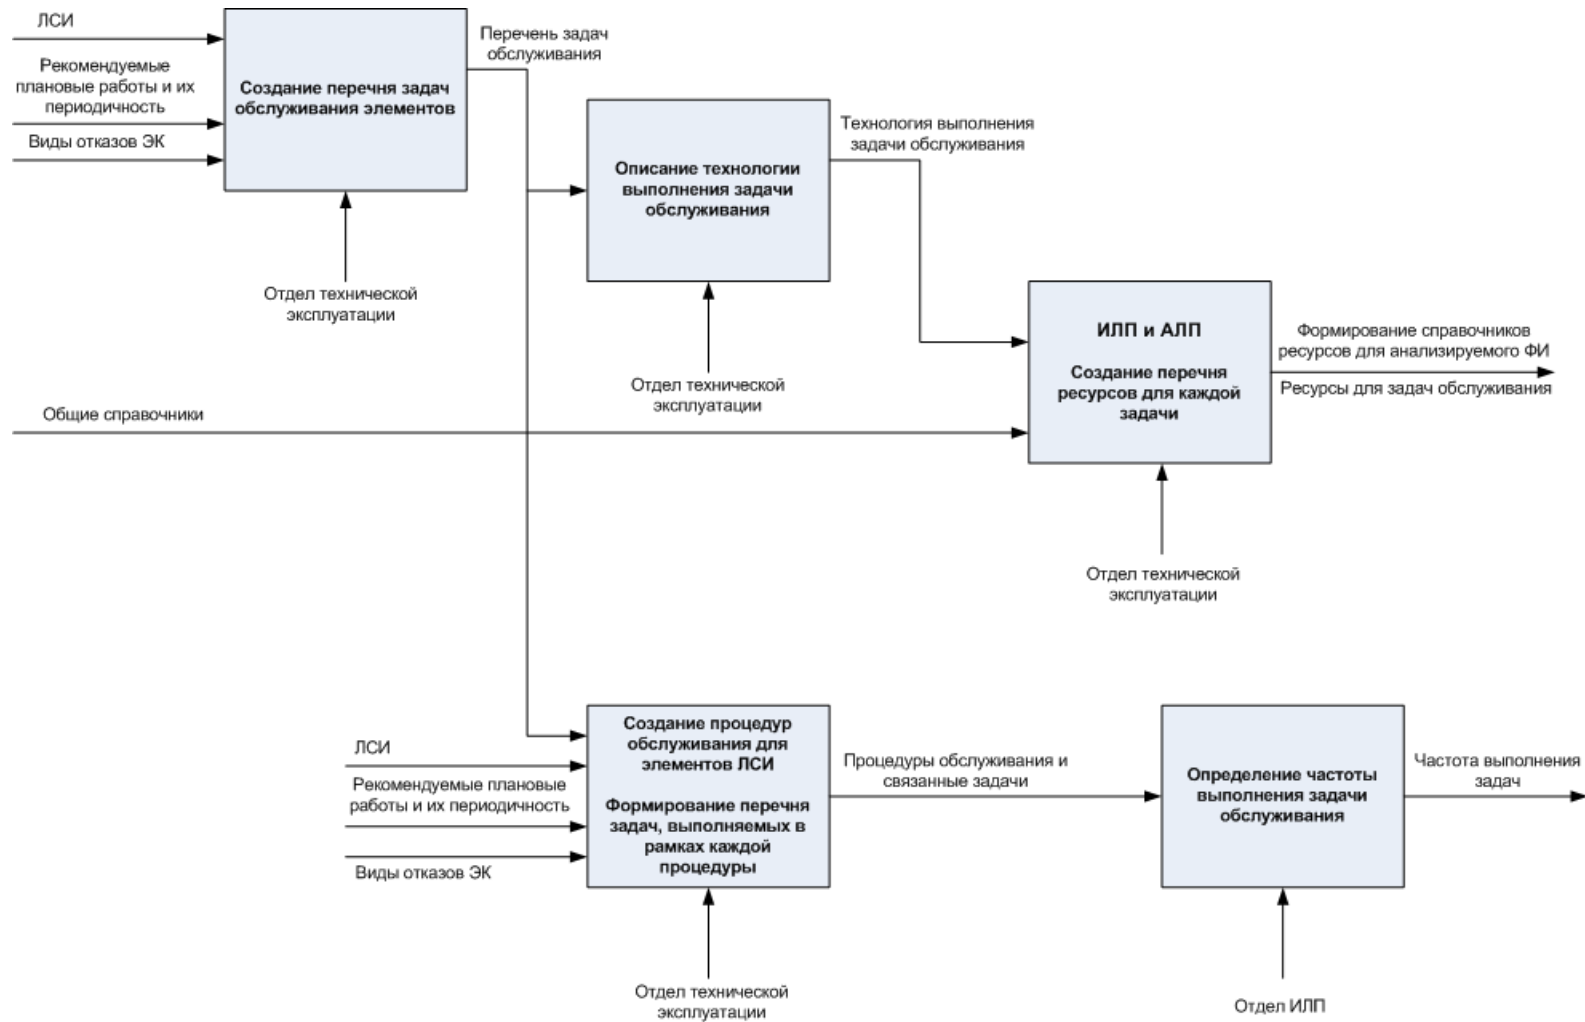 ЛСИ
Рекомендуемые
плановые работы и их
периодичность
Виды отказов ЭК
Создание перечня задач
обслуживания элементов
Перечень задач
обслуживания
Отдел технической
эксплуатации
Описание технологии
выполнения задачи
обслуживания
Технология выполнения
задачи обслуживания
Отдел технической
эксплуатации
Общие справочники
ИЛП и АЛП
Создание перечня
ресурсов для каждой
задачи
Формирование справочников
ресурсов для анализируемого ФИ
Ресурсы для задач обслуживания
Отдел технической
эксплуатации
ЛСИ
Рекомендуемые плановые
работы и их периодичность
Виды отказов ЭК
Создание процедур
обслуживания для
элементов ЛСИ
Формирование перечня
задач, выполняемых в
рамках каждой
процедуры
Процедуры обслуживания и
связанные задачи
Отдел технической
эксплуатации
Определение частоты
выполнения задачи
обслуживания
Частота выполнения
задач
Отдел ИЛП